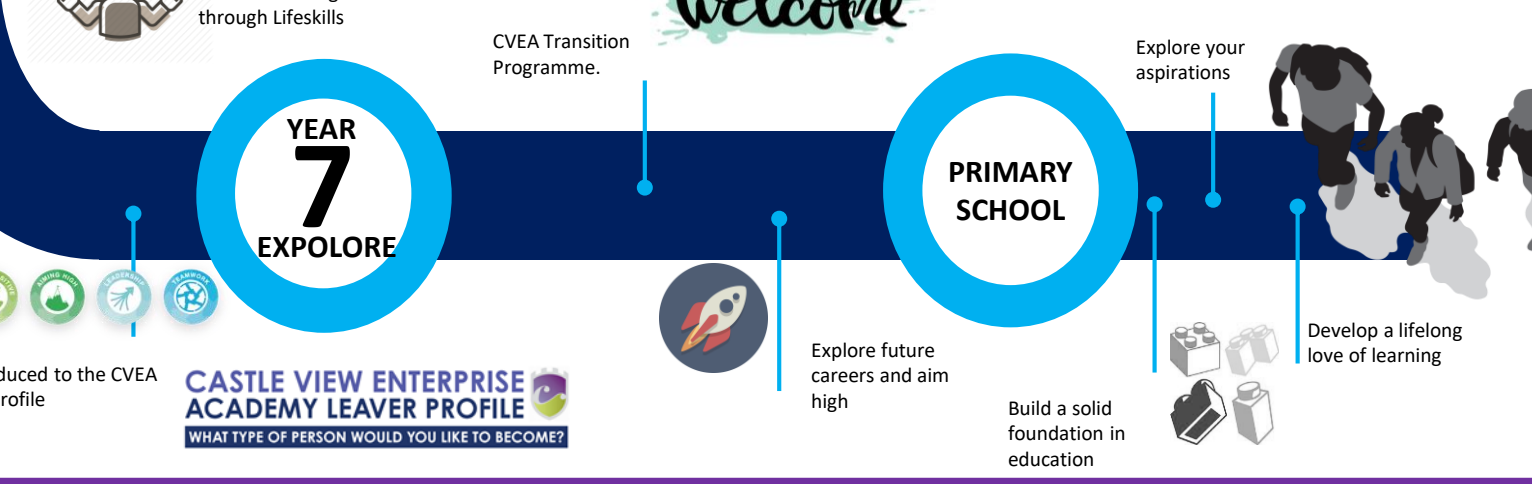 through Lifeskills
welcome
CVEA Transition
Programme.
Explore your
aspirations
YEAR
7
EXPOLORE
PRIMARY
SCHOOL
AIMING HIGH
LEADERSHIP
TEAMWORK
duced to the CVEA
rofile
CASTLE VIEW ENTERPRISE
ACADEMY LEAVER PROFILE
WHAT TYPE OF PERSON WOULD YOU LIKE TO BECOME?
Explore future
careers and aim
high
Build a solid
foundation in
education
Develop a lifelong
love of learning